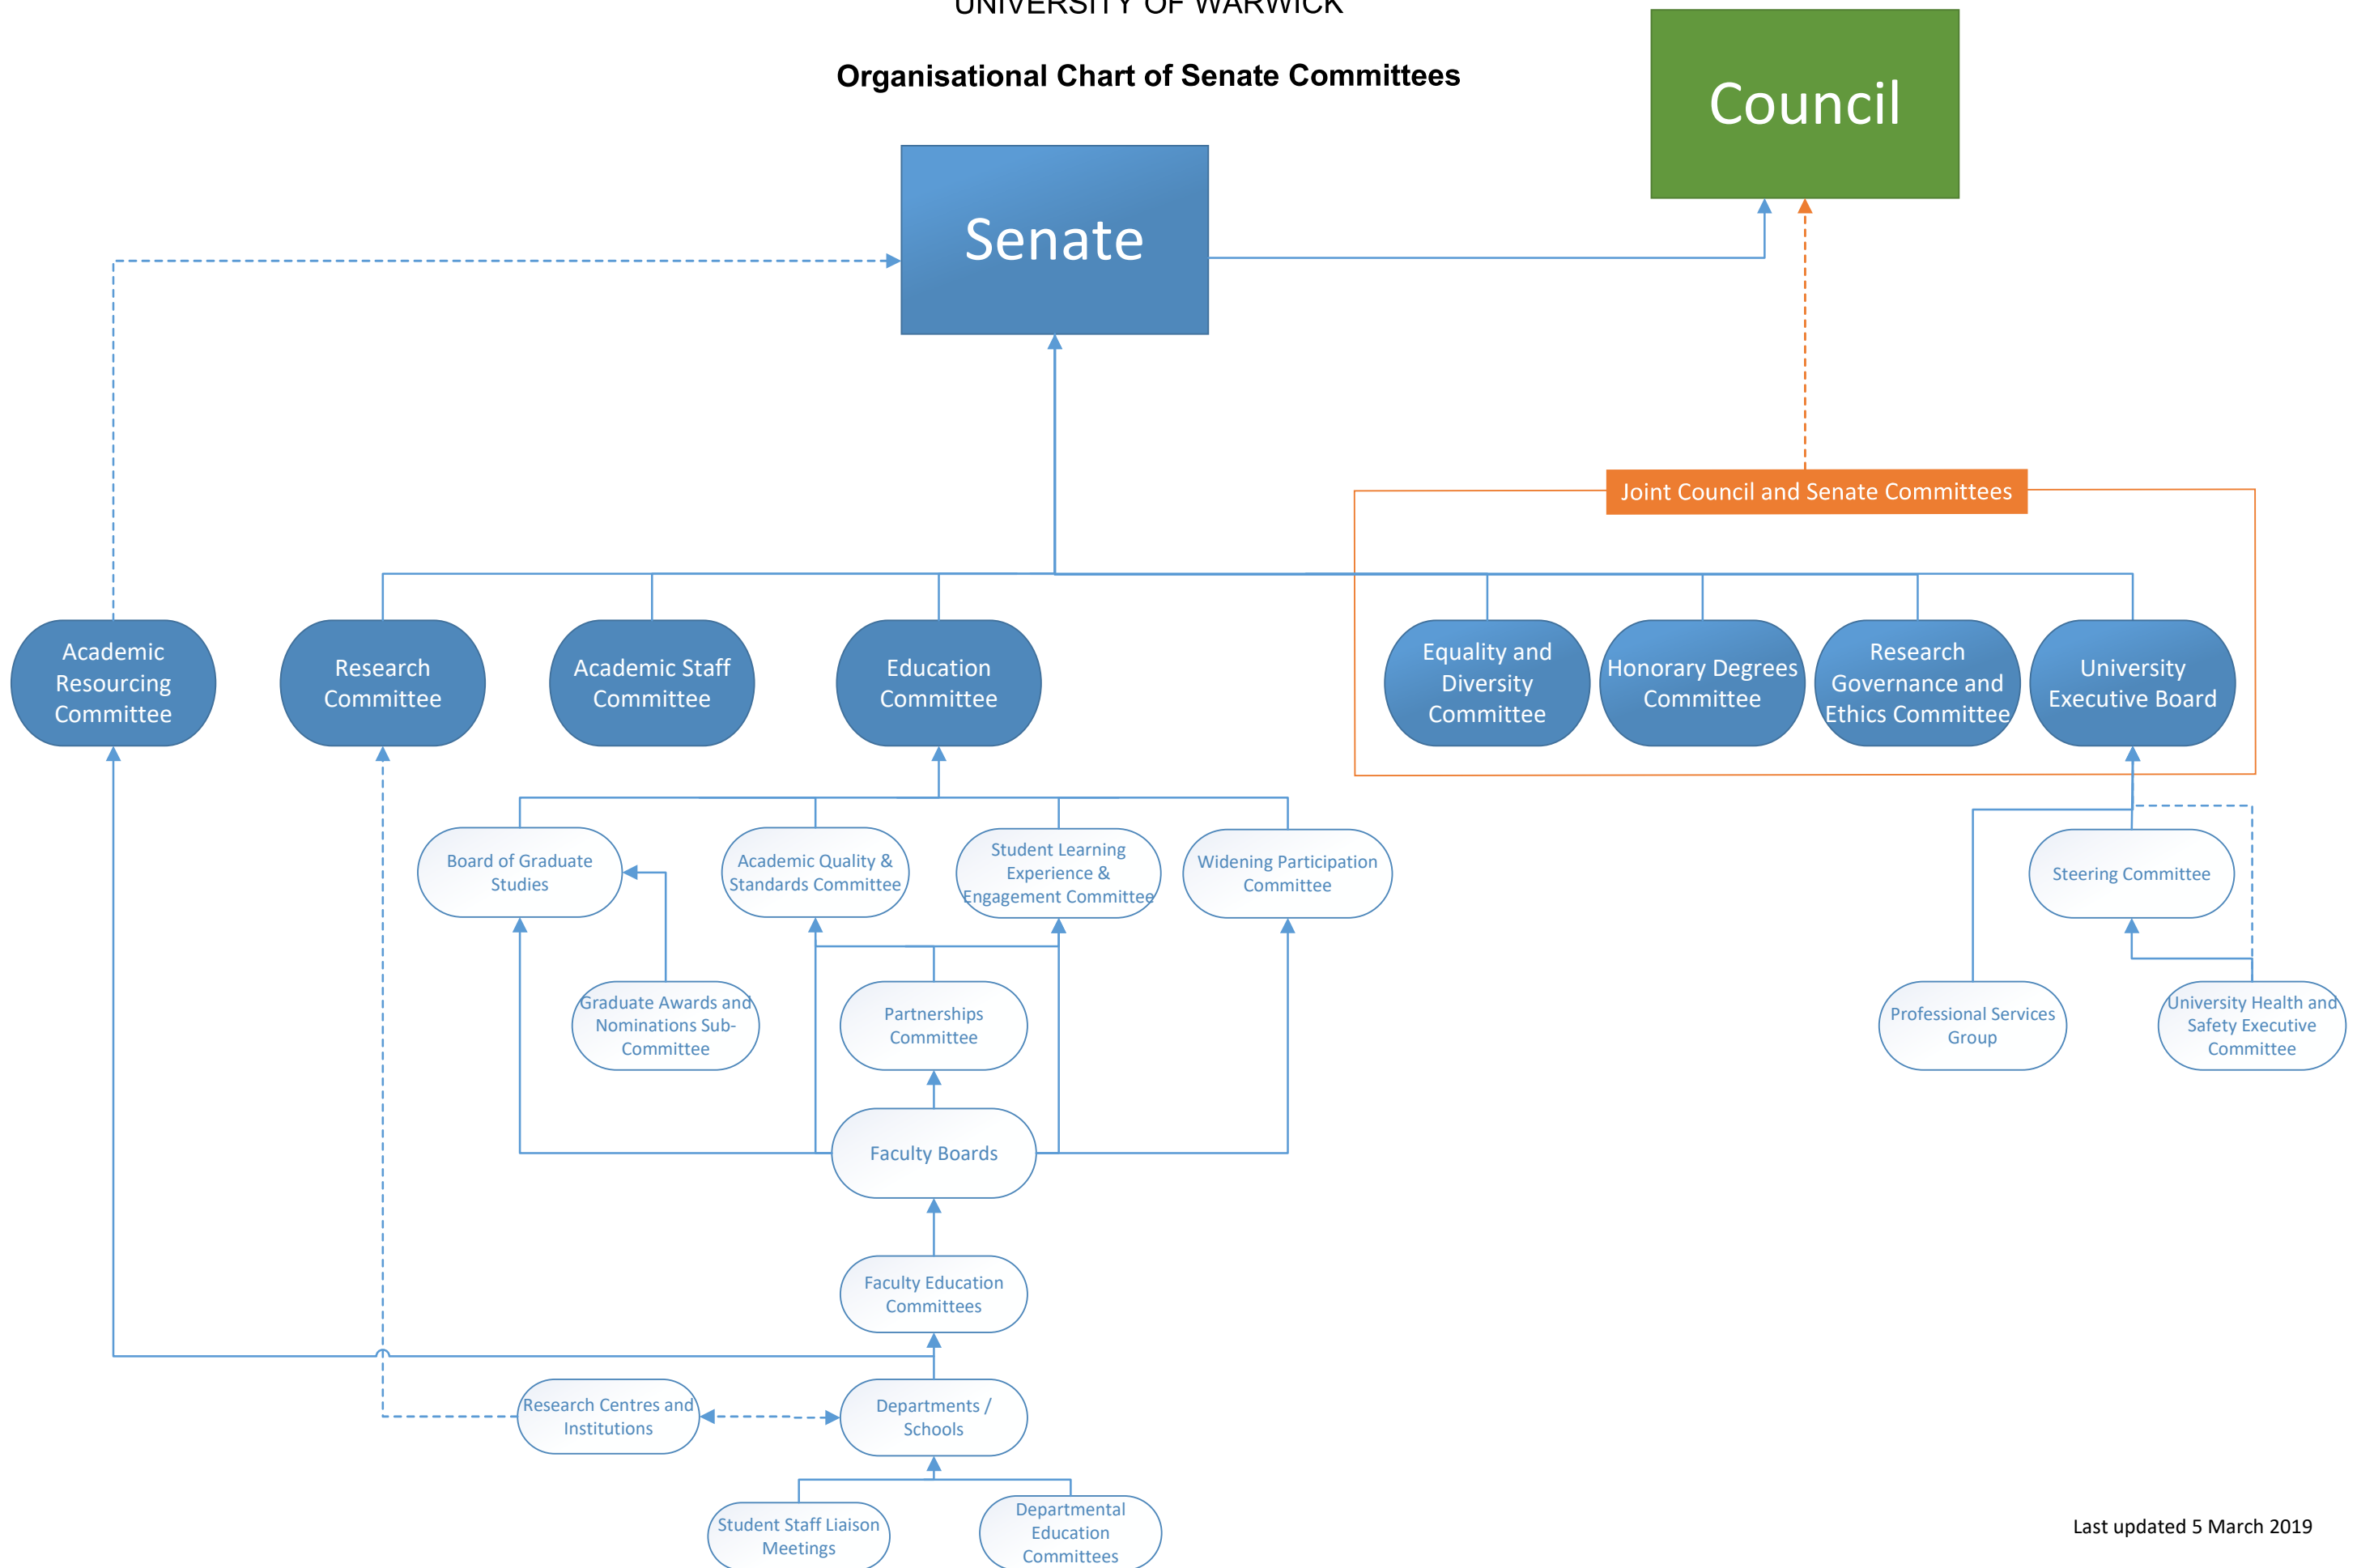 UNIVERSITY OF WARWICK
Organisational Chart of Senate Committees
Council
Senate
Joint Council and Senate Committees
Academic
Resourcing
Committee
Research
Committee
Academic Staff
Committee
Education
Committee
Equality and
Diversity
Committee
Honorary Degrees
Committee
Research
Governance and
Ethics Committee
University
Executive Board
Board of Graduate
Studies
Academic Quality &
Standards Committee
Student Learning
Experience &
Engagement Committee
Widening Participation
Committee
Steering Committee
Graduate Awards and
Nominations Sub-
Committee
Partnerships
Committee
Professional Services
Group
University Health and
Safety Executive
Committee
Faculty Boards
Faculty Education
Committees
Research Centres and
Institutions
Departments /
Schools
Student Staff Liaison
Meetings
Departmental
Education
Committees
Last updated 5 March 2019